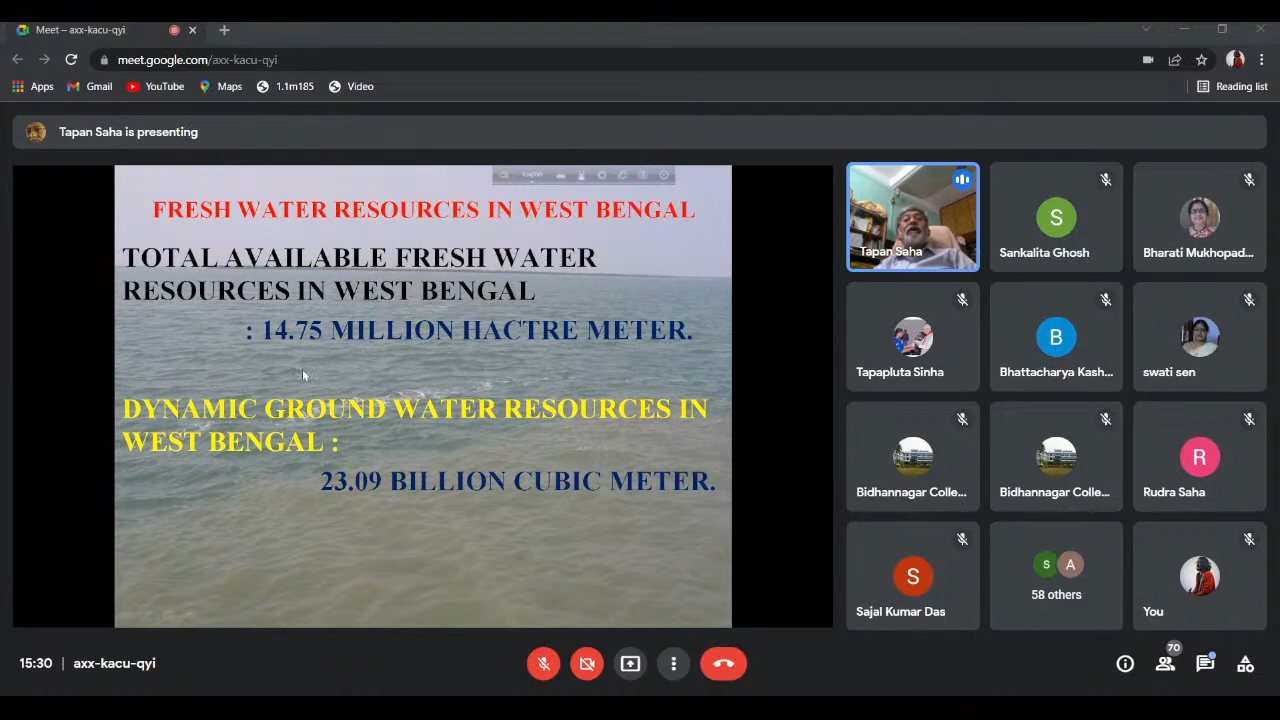 Meet – axx-kacu-qyi
meet.google.com/axx-kacu-qyi
Apps Gmail YouTube Maps 1.1m185 Video Reading list
Tapan Saha is presenting
English
FRESH WATER RESOURCES IN WEST BENGAL
TOTAL AVAILABLE FRESH WATER
RESOURCES IN WEST BENGAL
: 14.75 MILLION HACTRE METER.
DYNAMIC GROUND WATER RESOURCES IN
WEST BENGAL :
23.09 BILLION CUBIC METER.
Tapan Saha
S
Sankalita Ghosh
Bharati Mukhopad...
Tapapluta Sinha
B
Bhattacharya Kash...
swati sen
Bidhannagar Colle...
Bidhannagar Colle...
R
Rudra Saha
S
Sajal Kumar Das
S A
58 others
You
15:30 | axx-kacu-qyi
70